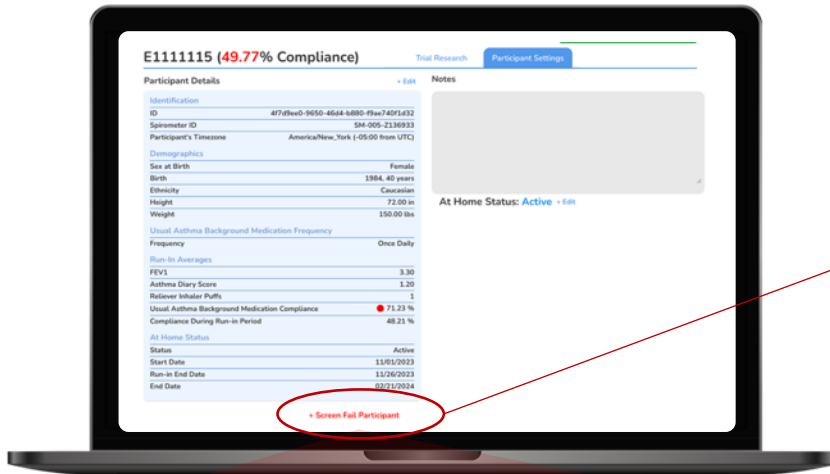 E1111115 (49.77% Compliance)
Trial Research
Participant Settings
Participant Details
+ Edit
Identification
ID 4f7d9ee0-9650-46d4-b880-f9ae740f1d32
Spirometer ID SM-005-Z136933
Participant's Timezone America/New_York (-05:00 from UTC)
Demographics
Sex at Birth Female
Birth 1984, 40 years
Ethnicity Caucasian
Height 72.00 in
Weight 150.00 lbs
Usual Asthma Background Medication Frequency
Frequency Once Daily
Run-In Averages
FEV1 3.30
Asthma Diary Score 1.20
Reliever Inhaler Puffs 1
Usual Asthma Background Medication Compliance 71.23 %
Compliance During Run-in Period 48.21 %
At Home Status
Status Active
Start Date 11/01/2023
Run-in End Date 11/26/2023
End Date 02/21/2024
+ Screen Fail Participant
Notes
At Home Status: Active + Edit